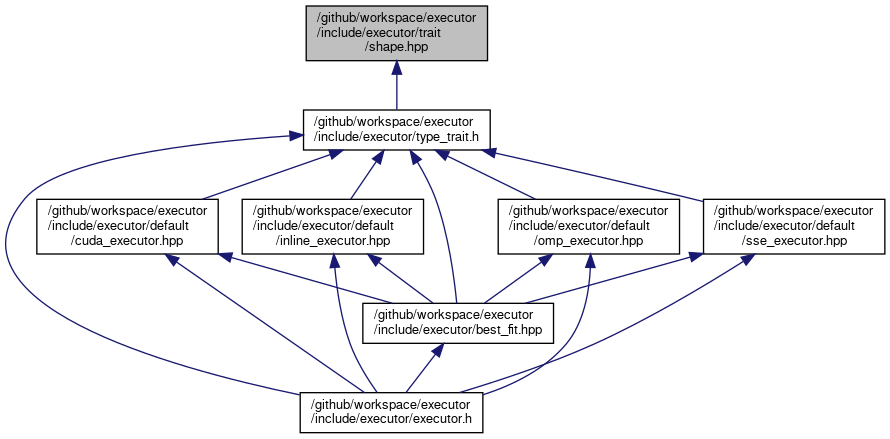 /github/workspace/executor
/include/executor/trait
/shape.hpp
/github/workspace/executor
/include/executor/type_trait.h
/github/workspace/executor
/include/executor/default
/cuda_executor.hpp
/github/workspace/executor
/include/executor/default
/inline_executor.hpp
/github/workspace/executor
/include/executor/default
/omp_executor.hpp
/github/workspace/executor
/include/executor/default
/sse_executor.hpp
/github/workspace/executor
/include/executor/best_fit.hpp
/github/workspace/executor
/include/executor/executor.h